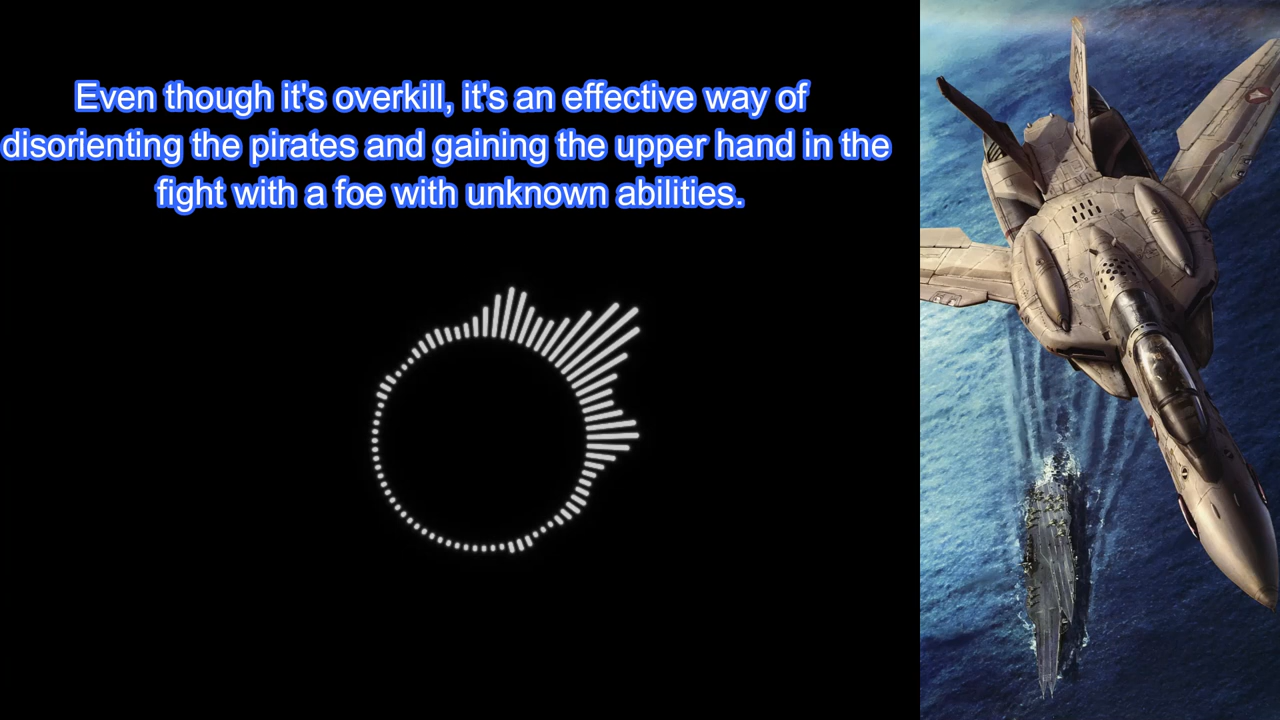 Even though it's overkill, it's an effective way of
disorienting the pirates and gaining the upper hand in the
fight with a foe with unknown abilities.